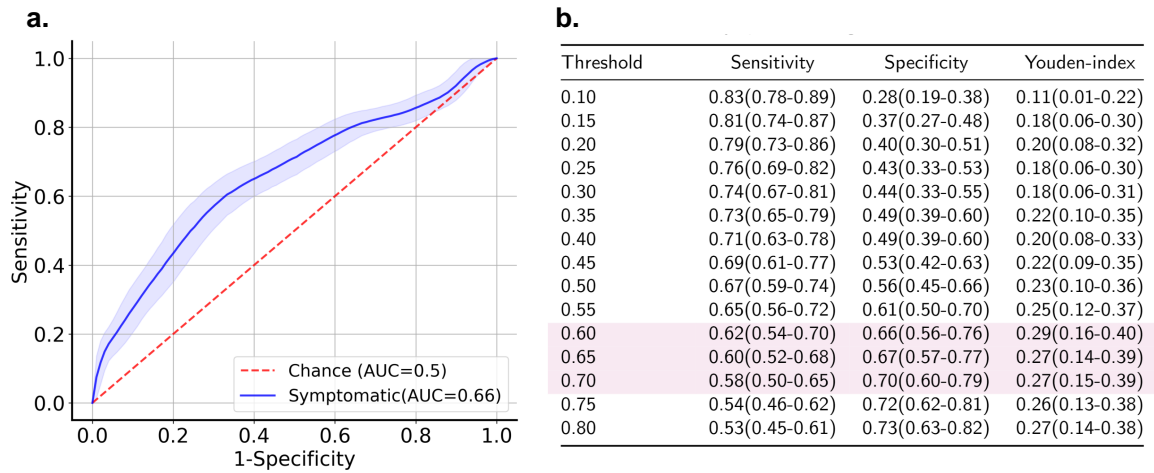 a.
1.0
0.8
0.6
0.4
0.2
0.0
Sensitivity
0.0 0.2 0.4 0.6 0.8 1.0
1-Specificity
Chance (AUC=0.5)
Symptomatic(AUC=0.66)
b.
Threshold Sensitivity Specificity Youden-index
0.10 0.83(0.78-0.89) 0.28(0.19-0.38) 0.11(0.01-0.22)
0.15 0.81(0.74-0.87) 0.37(0.27-0.48) 0.18(0.06-0.30)
0.20 0.79(0.73-0.86) 0.40(0.30-0.51) 0.20(0.08-0.32)
0.25 0.76(0.69-0.82) 0.43(0.33-0.53) 0.18(0.06-0.30)
0.30 0.74(0.67-0.81) 0.44(0.33-0.55) 0.18(0.06-0.31)
0.35 0.73(0.65-0.79) 0.49(0.39-0.60) 0.22(0.10-0.35)
0.40 0.71(0.63-0.78) 0.49(0.39-0.60) 0.20(0.08-0.33)
0.45 0.69(0.61-0.77) 0.53(0.42-0.63) 0.22(0.09-0.35)
0.50 0.67(0.59-0.74) 0.56(0.45-0.66) 0.23(0.10-0.36)
0.55 0.65(0.56-0.72) 0.61(0.50-0.70) 0.25(0.12-0.37)
0.60 0.62(0.54-0.70) 0.66(0.56-0.76) 0.29(0.16-0.40)
0.65 0.60(0.52-0.68) 0.67(0.57-0.77) 0.27(0.14-0.39)
0.70 0.58(0.50-0.65) 0.70(0.60-0.79) 0.27(0.15-0.39)
0.75 0.54(0.46-0.62) 0.72(0.62-0.81) 0.26(0.13-0.38)
0.80 0.53(0.45-0.61) 0.73(0.63-0.82) 0.27(0.14-0.38)